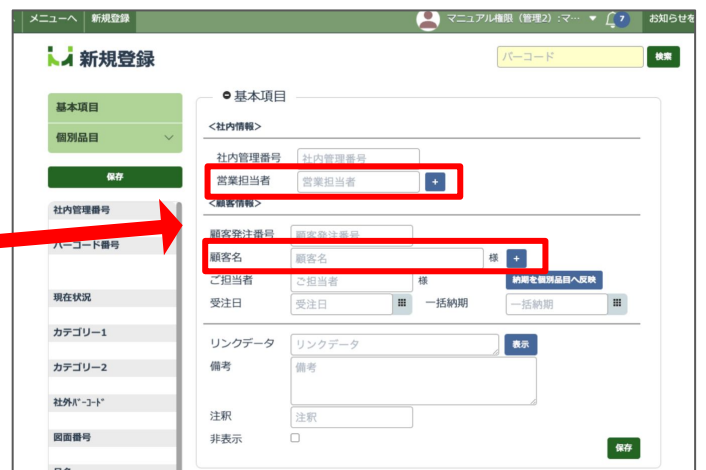 メニューへ 新規登録 マニュアル権限（管理2）:マ… ▼ 7 お知らせを
新規登録 バーコード 検索
基本項目
個別品目
保存
社内管理番号
バーコード番号
現在状況
カテゴリー1
カテゴリー2
社外ﾊﾞｰｺｰﾄﾞ
図面番号
基本項目
<社内情報>
社内管理番号 社内管理番号
営業担当者 営業担当者 +
<顧客情報>
顧客発注番号 顧客発注番号
顧客名 顧客名 様 +
ご担当者 ご担当者 様 納期を個別品目へ反映
受注日 受注日 一括納期 一括納期
リンクデータ リンクデータ 表示
備考 備考
注釈 注釈
非表示
保存